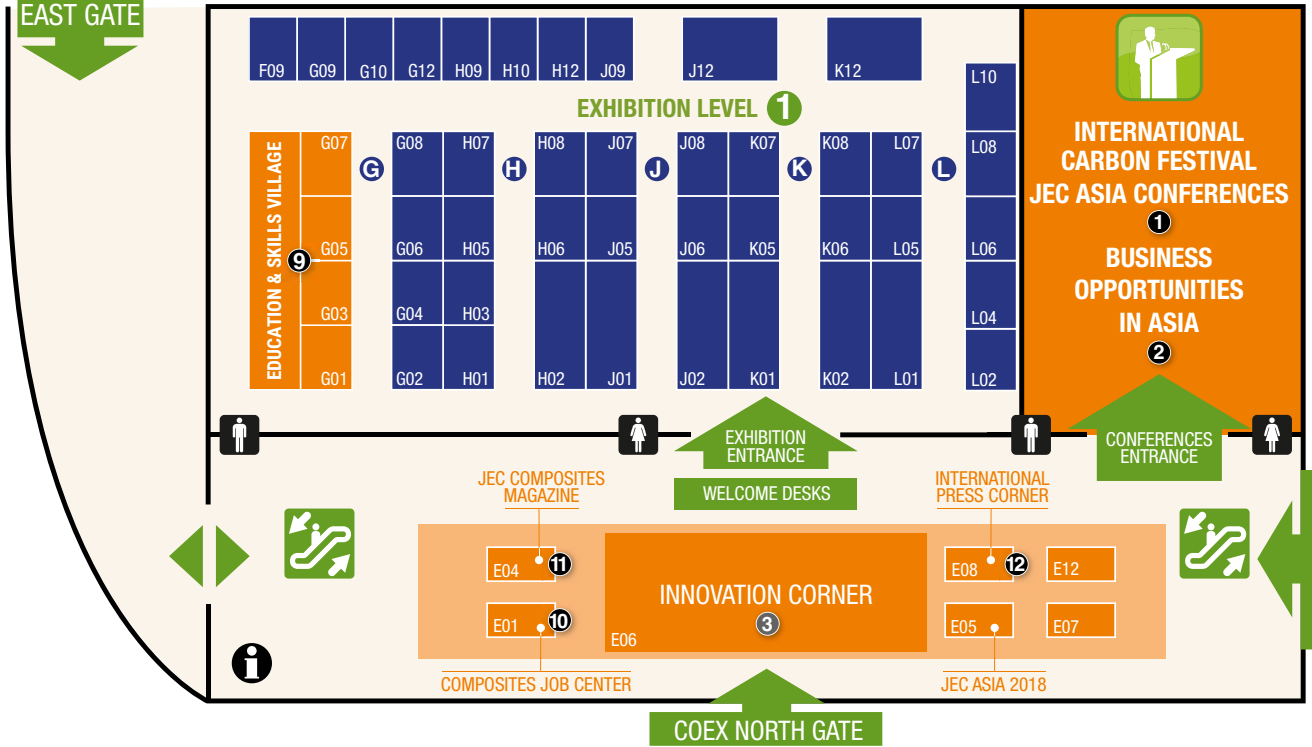 EAST GATE
F09 G09 G10 G12 H09 H10 H12 J09 J12 K12
L10
EXHIBITION LEVEL 1
EDUCATION & SKILLS VILLAGE
9
G07 G G08 H07 H H08 J07 J J08 K07 K K08 L07 L L08
G05 G06 H05 H06 J05 J06 K05 K06 L05 L06
G03 G04 H03 L04
G01 G02 H01 H02 J01 J02 K01 K02 L01 L02
INTERNATIONAL
CARBON FESTIVAL
JEC ASIA CONFERENCES
1
BUSINESS
OPPORTUNITIES
IN ASIA
2
EXHIBITION
ENTRANCE
CONFERENCES
ENTRANCE
WELCOME DESKS
JEC COMPOSITES
MAGAZINE
INTERNATIONAL
PRESS CORNER
E04 11
E01 10
INNOVATION CORNER
3
E06
E08 12 E12
E05 E07
i
COMPOSITES JOB CENTER
JEC ASIA 2018
COEX NORTH GATE